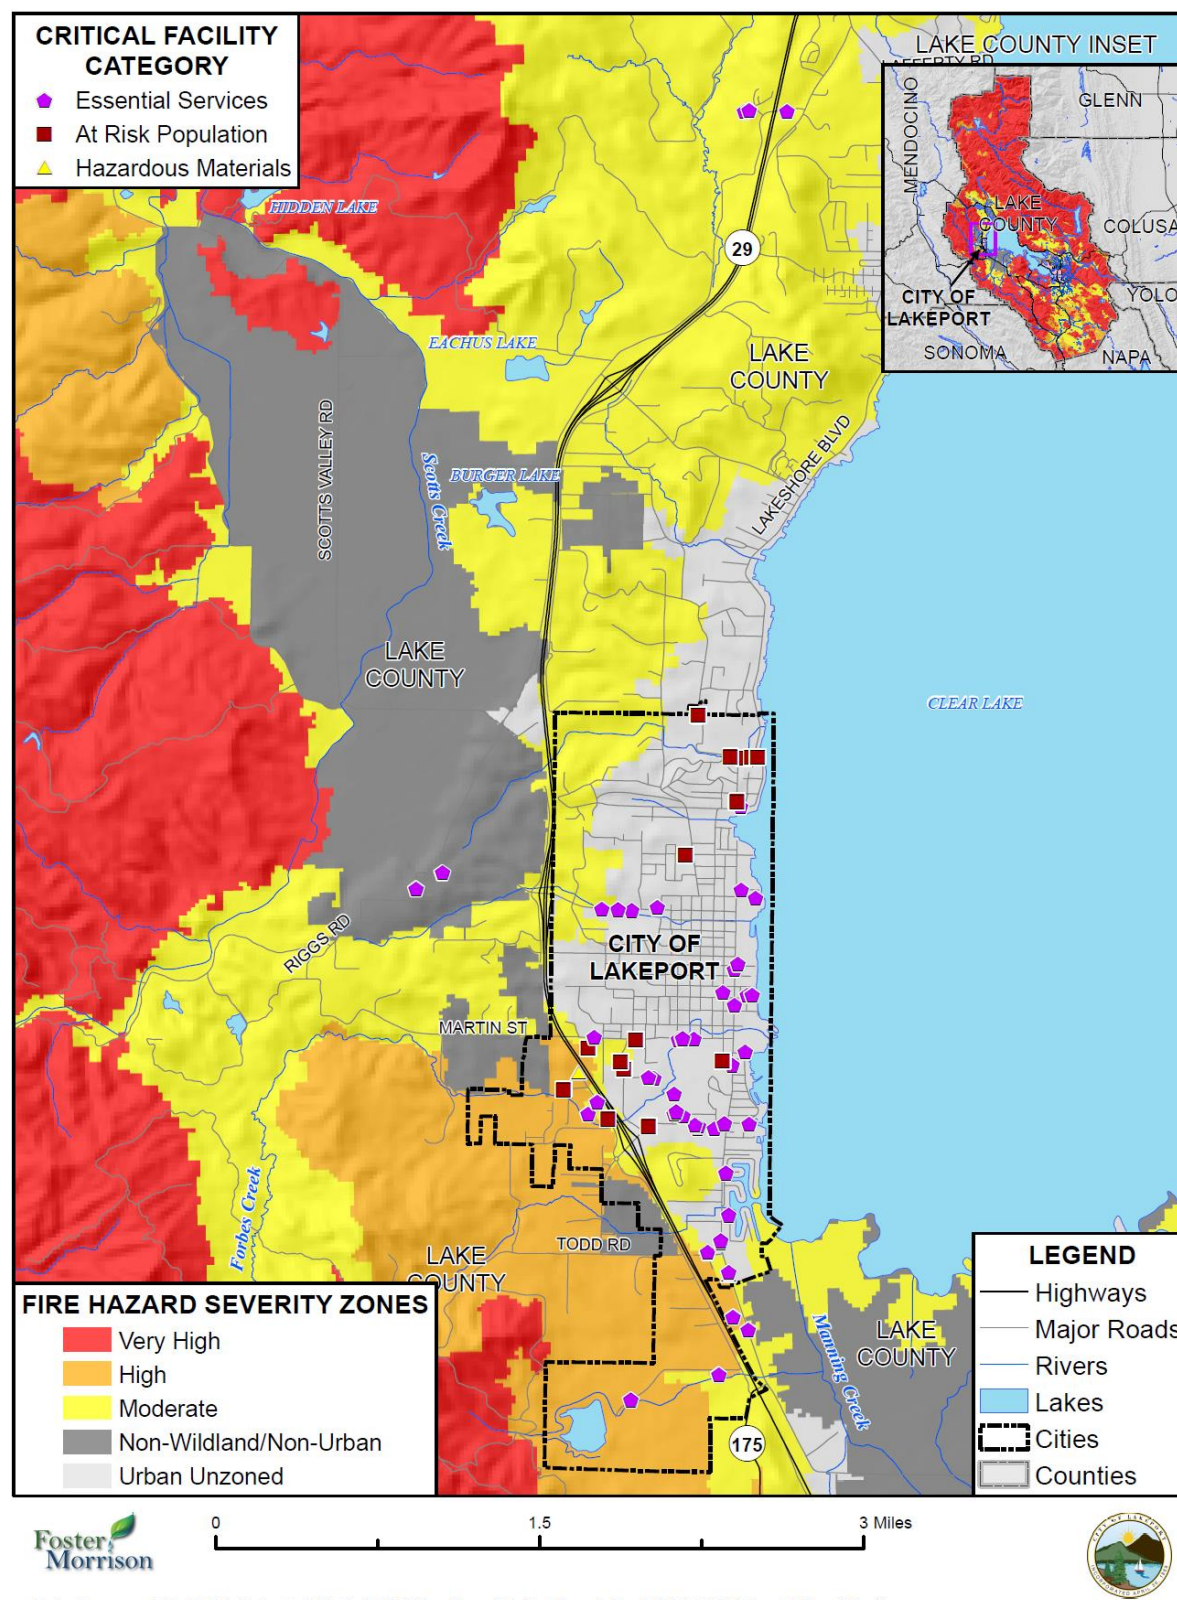 CRITICAL FACILITY
CATEGORY
Essential Services
At Risk Population
Hazardous Materials
LAKE COUNTY INSET
MENDOCINO
GLENN
LAKE
COUNTY
COLUSA
CITY OF
LAKEPORT
YOLO
SONOMA
NAPA
HIDDEN LAKE
29
EACHUS LAKE
LAKE
COUNTY
SCOTTS VALLEY RD
Scotts Creek
BURGER LAKE
LAKESHORE BLVD
LAKE
COUNTY
CLEAR LAKE
RIGGS RD
CITY OF
LAKEPORT
MARTIN ST
Forbes Creek
TODD RD
LAKE
COUNTY
Manning Creek
LAKE
COUNTY
175
FIRE HAZARD SEVERITY ZONES
Very High
High
Moderate
Non-Wildland/Non-Urban
Urban Unzoned
LEGEND
Highways
Major Roads
Rivers
Lakes
Cities
Counties
Foster
Morrison
0
1.5
3 Miles